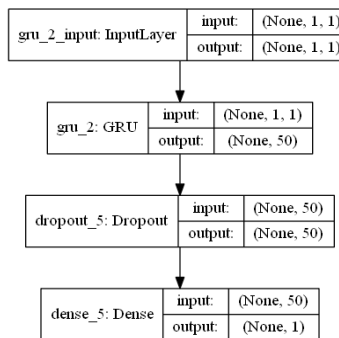 gru_2_input: InputLayer
input: (None, 1, 1)
output: (None, 1, 1)
gru_2: GRU
input: (None, 1, 1)
output: (None, 50)
dropout_5: Dropout
input: (None, 50)
output: (None, 50)
dense_5: Dense
input: (None, 50)
output: (None, 1)